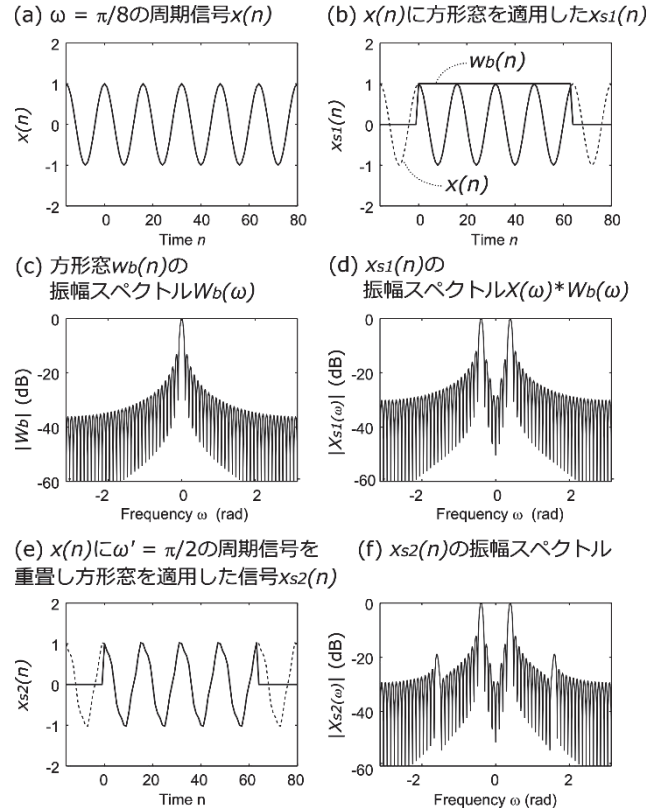 (a) ω = π/8の周期信号x(n)
x(n)
2
1
0
-1
-2
0
20
40
60
80
Time n
(b) x(n)に方形窓を適用したxs1(n)
xs1(n)
2
1
0
-1
-2
wb(n)
x(n)
0
20
40
60
80
Time n
(c) 方形窓wb(n)の
振幅スペクトルWb(ω)
|Wb| (dB)
0
-20
-40
-60
-2
0
2
Frequency ω (rad)
(d) xs1(n)の
振幅スペクトルX(ω)*Wb(ω)
|Xs1(ω)| (dB)
0
-20
-40
-60
-2
0
2
Frequency ω (rad)
(e) x(n)にω′ = π/2の周期信号を
重畳し方形窓を適用した信号xs2(n)
xs2(n)
2
1
0
-1
-2
0
20
40
60
80
Time n
(f) xs2(n)の振幅スペクトル
|Xs2(ω)| (dB)
0
-20
-40
-60
-2
0
2
Frequency ω (rad)